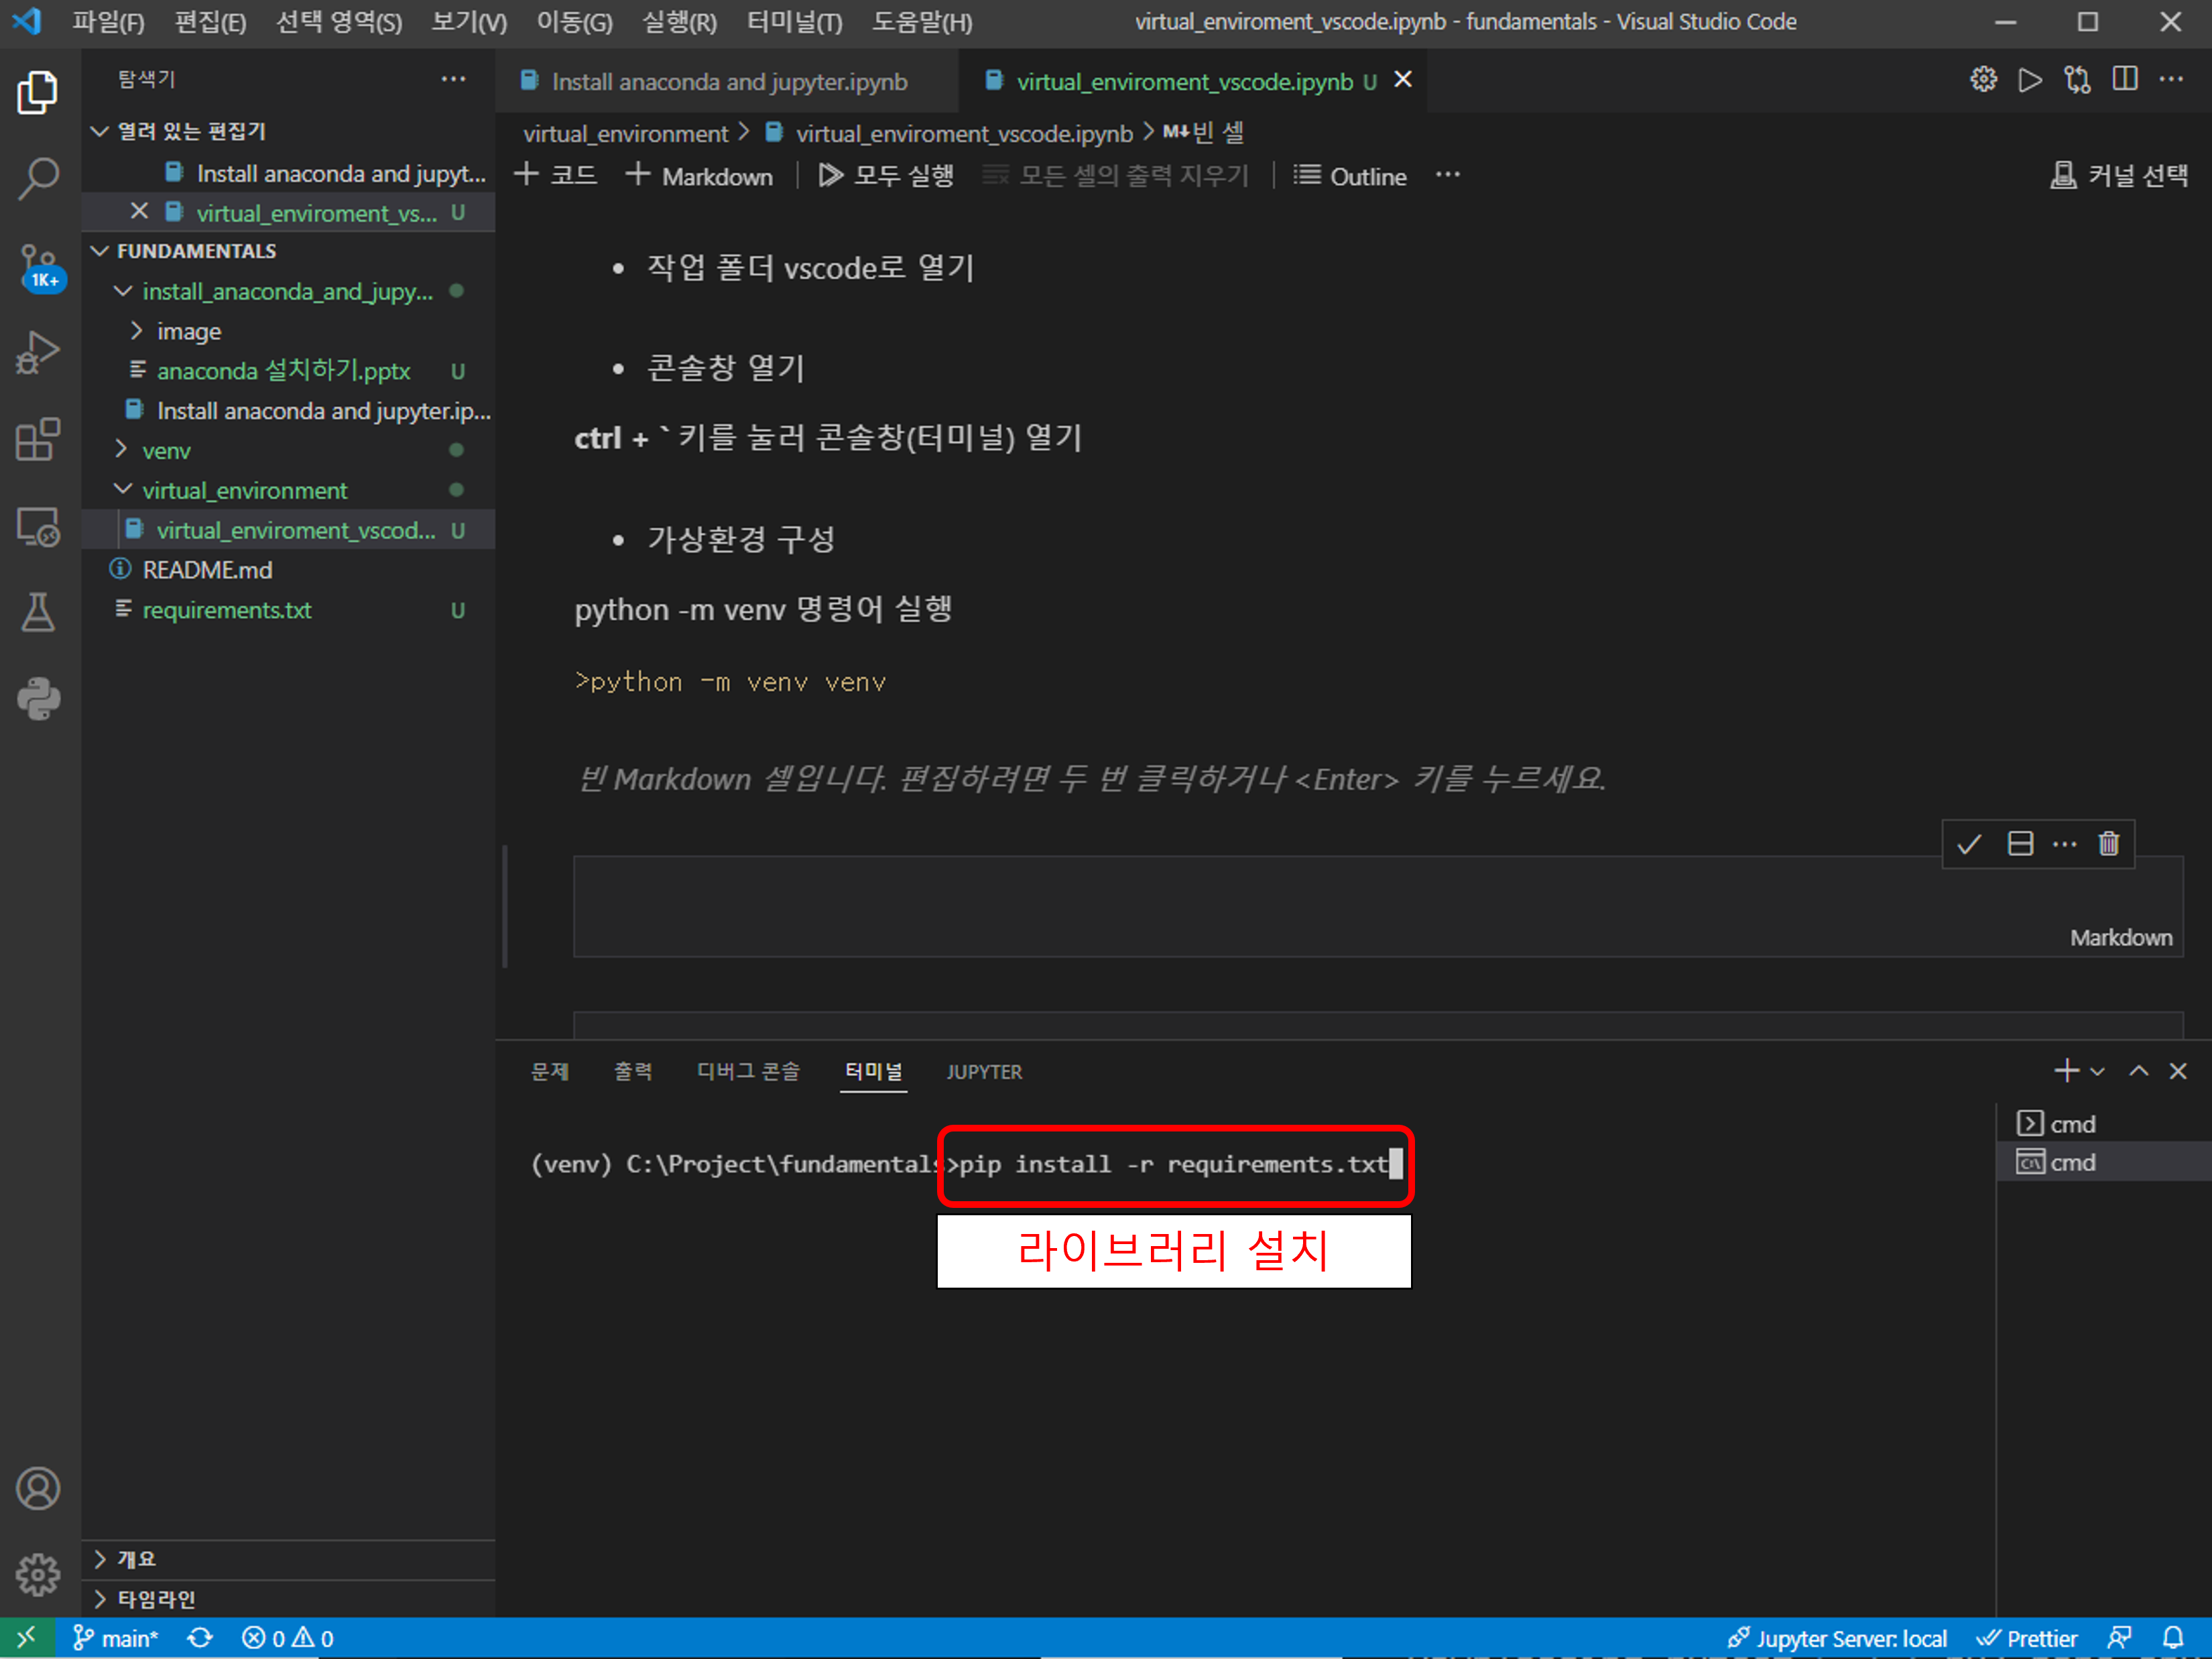 파일(F) 편집(E) 선택 영역(S) 보기(V) 이동(G) 실행(R) 터미널(T) 도움말(H) virtual_enviroment_vscode.ipynb - fundamentals - Visual Studio Code
탐색기 ···
열려 있는 편집기
Install anaconda and jupyt...
virtual_enviroment_vs... U
FUNDAMENTALS
install_anaconda_and_jupy...
image
anaconda 설치하기.pptx U
Install anaconda and jupyter.ip...
venv
virtual_environment
virtual_enviroment_vscod... U
README.md
requirements.txt U
개요
타임라인
1K+
Install anaconda and jupyter.ipynb virtual_enviroment_vscode.ipynb U
virtual_environment > virtual_enviroment_vscode.ipynb > M↓빈 셀
+ 코드 + Markdown 모두 실행 모든 셀의 출력 지우기 Outline ··· 커널 선택
• 작업 폴더 vscode로 열기
• 콘솔창 열기
ctrl + ` 키를 눌러 콘솔창(터미널) 열기
• 가상환경 구성
python -m venv 명령어 실행
>python -m venv venv
빈 Markdown 셀입니다. 편집하려면 두 번 클릭하거나 <Enter> 키를 누르세요.
Markdown
문제 출력 디버그 콘솔 터미널 JUPYTER
cmd
cmd
(venv) C:\Project\fundamentals>pip install -r requirements.txt
라이브러리 설치
main* 0 0 Jupyter Server: local Prettier